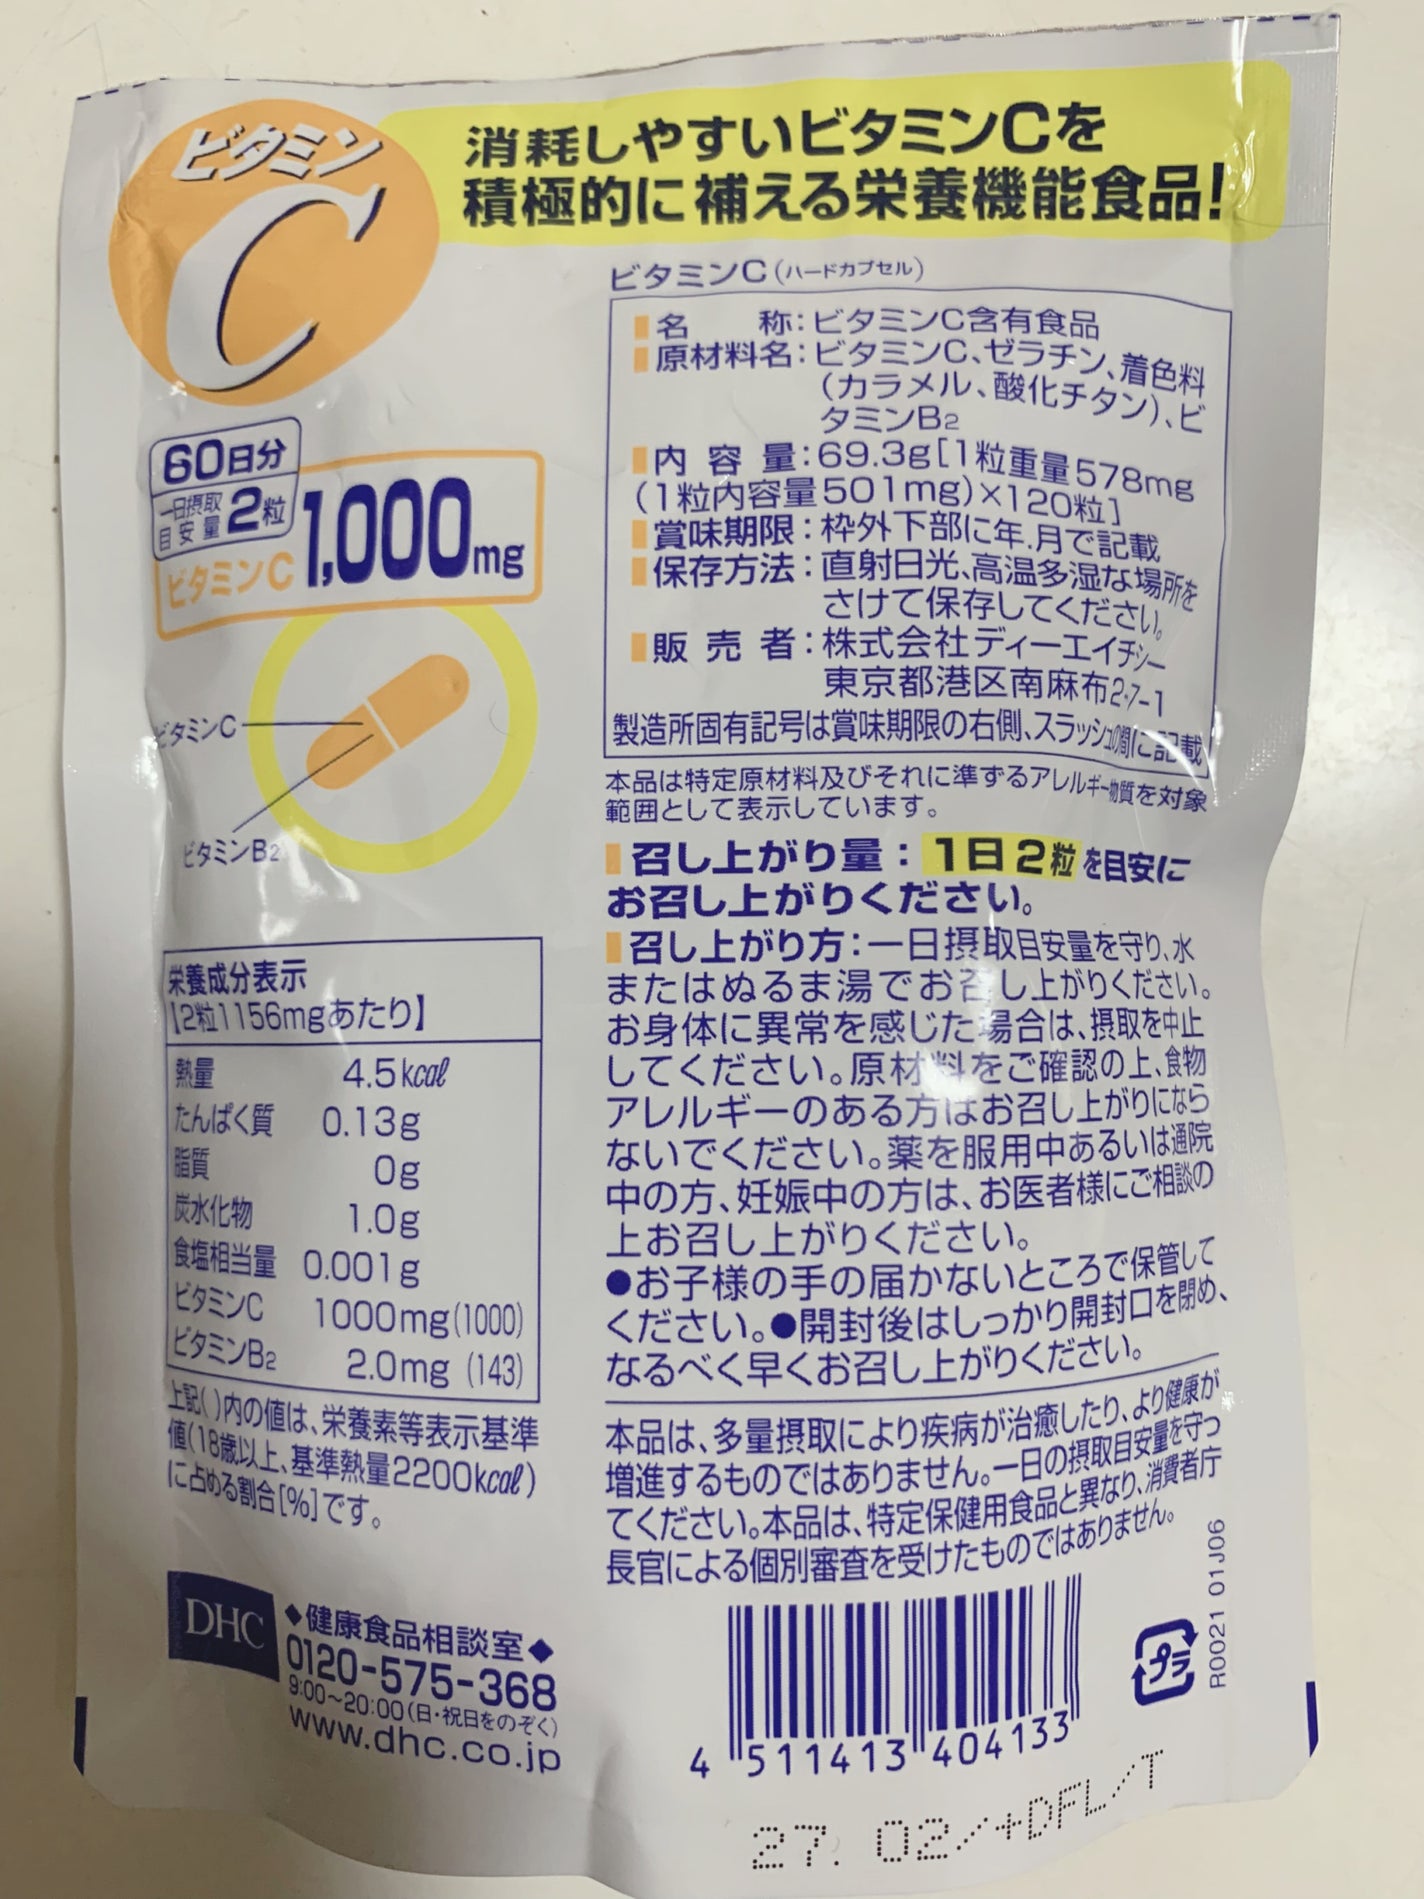 ビタミン
C
消耗しやすいビタミンCを
積極的に補える栄養機能食品!
60日分
一日摂取
目安量
2粒
ビタミンC
1,000mg
ビタミンC
ビタミンB2
栄養成分表示
【2粒1156mgあたり】
熱量 4.5kcal
たんぱく質 0.13g
脂質 0g
炭水化物 1.0g
食塩相当量 0.001g
ビタミンC 1000mg(1000)
ビタミンB2 2.0mg (143)
上記( )内の値は、栄養素等表示基準
値(18歳以上、基準熱量2200kcal)
に占める割合[%]です。
DHC
◆健康食品相談室◆
0120-575-368
9:00~20:00(日・祝日をのぞく)
www.dhc.co.jp
ビタミンC(ハードカプセル)
名 称:ビタミンC含有食品
原材料名:ビタミンC、ゼラチン、着色料
(カラメル、酸化チタン)、ビ
タミンB2
内 容 量:69.3g[1粒重量578mg
(1粒内容量501mg)×120粒]
賞味期限:枠外下部に年.月で記載
保存方法:直射日光、高温多湿な場所を
さけて保存してください。
販 売 者:株式会社ディーエイチシー
東京都港区南麻布2-7-1
製造所固有記号は賞味期限の右側、スラッシュの間に記載
本品は特定原材料及びそれに準ずるアレルギー物質を対象
範囲として表示しています。
召し上がり量:1日2粒を目安に
お召し上がりください。
召し上がり方:一日摂取目安量を守り、水
またはぬるま湯でお召し上がりください。
お身体に異常を感じた場合は、摂取を中止
してください。原材料をご確認の上、食物
アレルギーのある方はお召し上がりになら
ないでください。薬を服用中あるいは通院
中の方、妊娠中の方は、お医者様にご相談の
上お召し上がりください。
●お子様の手の届かないところで保管して
ください。●開封後はしっかり開封口を閉め、
なるべく早くお召し上がりください。
本品は、多量摂取により疾病が治癒したり、より健康が
増進するものではありません。一日の摂取目安量を守っ
てください。本品は、特定保健用食品と異なり、消費者庁
長官による個別審査を受けたものではありません。
4 511413 404133
プラ
R0021 01J06
27. 02/+DFL/T